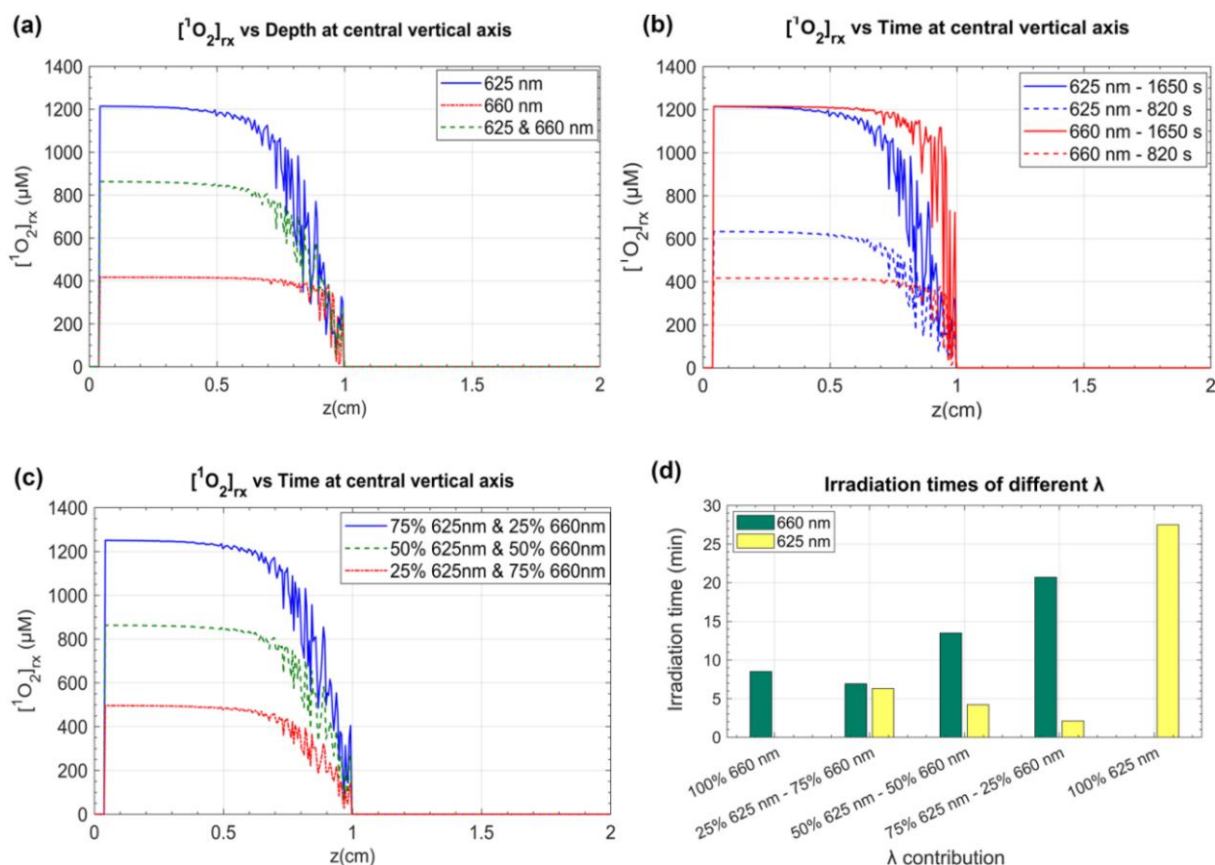 (a)
[¹O₂]rx vs Depth at central vertical axis
[¹O₂]rx (µM)
1400
1200
1000
800
600
400
200
0
625 nm
660 nm
625 & 660 nm
0 0.5 1 1.5 2
z(cm)
(b)
[¹O₂]rx vs Time at central vertical axis
[¹O₂]rx (µM)
1400
1200
1000
800
600
400
200
0
625 nm - 1650 s
625 nm - 820 s
660 nm - 1650 s
660 nm - 820 s
0 0.5 1 1.5 2
z(cm)
(c)
[¹O₂]rx vs Time at central vertical axis
[¹O₂]rx (µM)
1400
1200
1000
800
600
400
200
0
75% 625nm & 25% 660nm
50% 625nm & 50% 660nm
25% 625nm & 75% 660nm
0 0.5 1 1.5 2
z(cm)
(d)
Irradiation times of different λ
Irradiation time (min)
30
25
20
15
10
5
0
660 nm
625 nm
100% 660 nm
25% 625 nm - 75% 660 nm
50% 625 nm - 50% 660 nm
75% 625 nm - 25% 660 nm
100% 625 nm
λ contribution